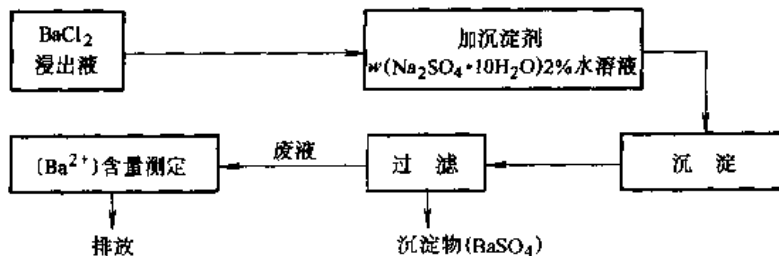 BaCl₂
浸出液
加沉淀剂
w(Na₂SO₄·10H₂O)2%水溶液
沉 淀
过 滤
废液
(Ba²⁺)含量测定
排放
沉淀物(BaSO₄)